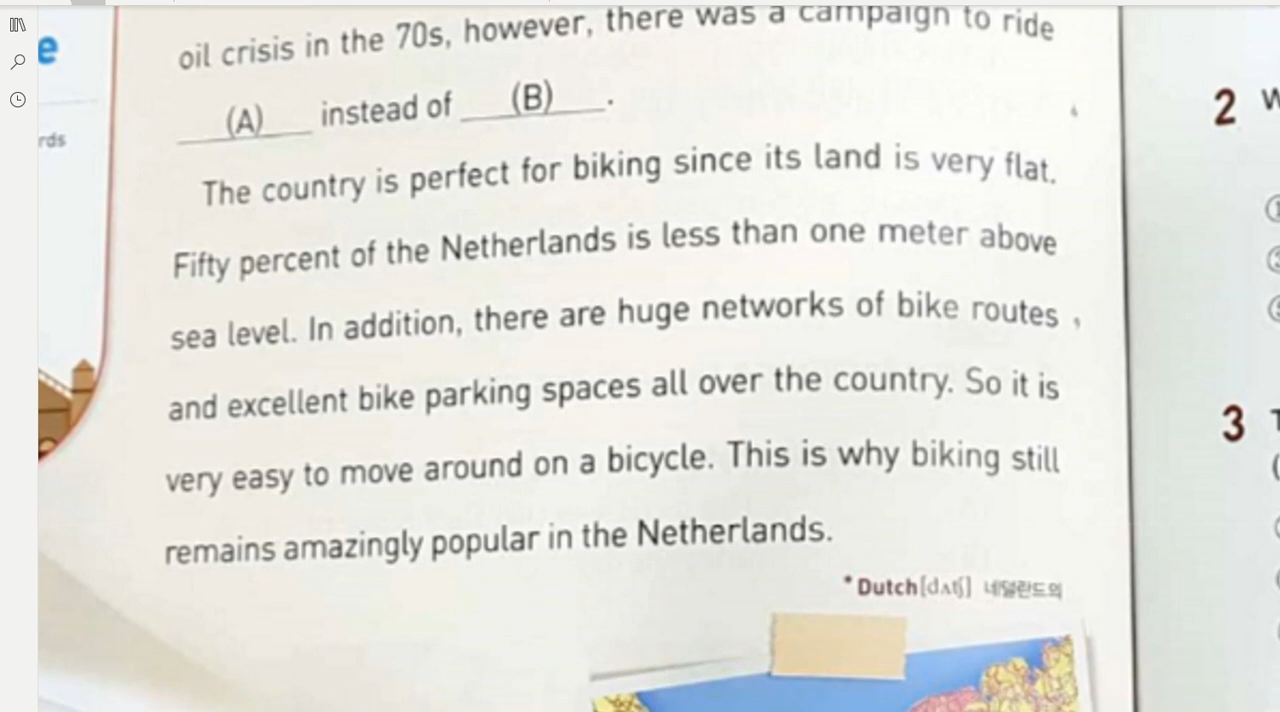 e
rds
oil crisis in the 70s, however, there was a campaign to ride
(A) instead of (B).
The country is perfect for biking since its land is very flat.
Fifty percent of the Netherlands is less than one meter above
sea level. In addition, there are huge networks of bike routes
and excellent bike parking spaces all over the country. So it is
very easy to move around on a bicycle. This is why biking still
remains amazingly popular in the Netherlands.
*Dutch[dʌtʃ] 네덜란드의
2
3